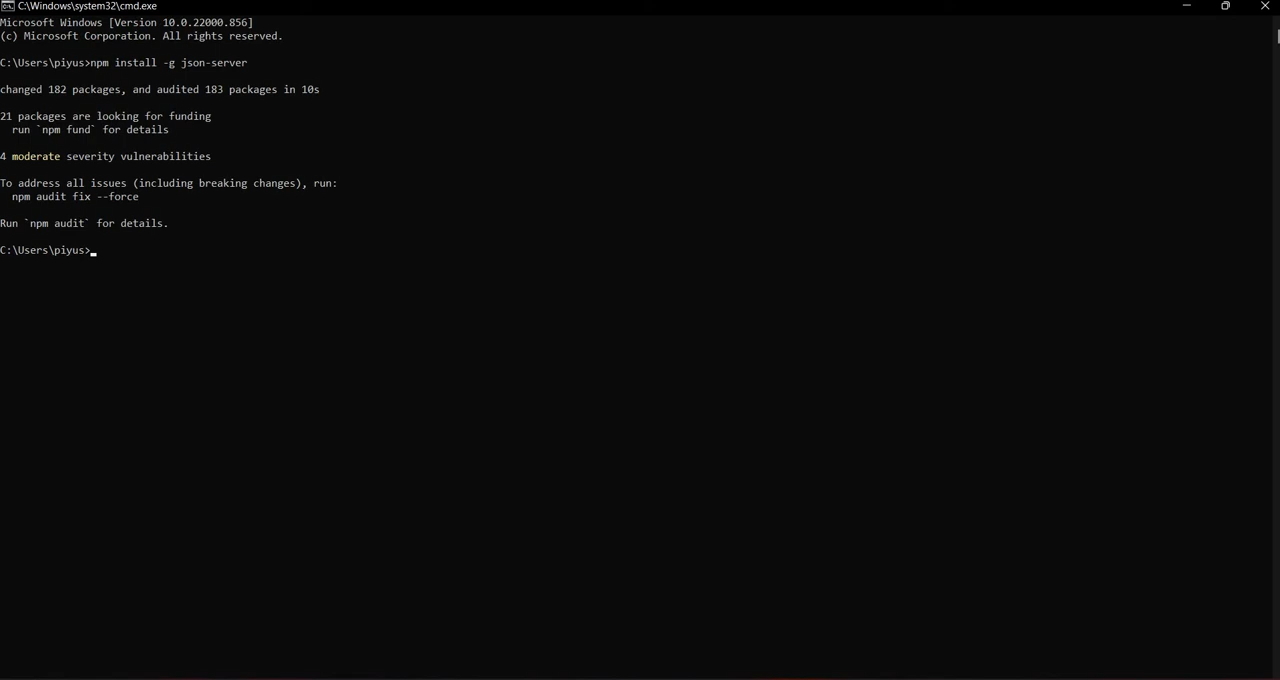 C:\Windows\system32\cmd.exe
Microsoft Windows [Version 10.0.22000.856]
(c) Microsoft Corporation. All rights reserved.
C:\Users\piyus>npm install -g json-server
changed 182 packages, and audited 183 packages in 10s
21 packages are looking for funding
run `npm fund` for details
4 moderate severity vulnerabilities
To address all issues (including breaking changes), run:
npm audit fix --force
Run `npm audit` for details.
C:\Users\piyus>